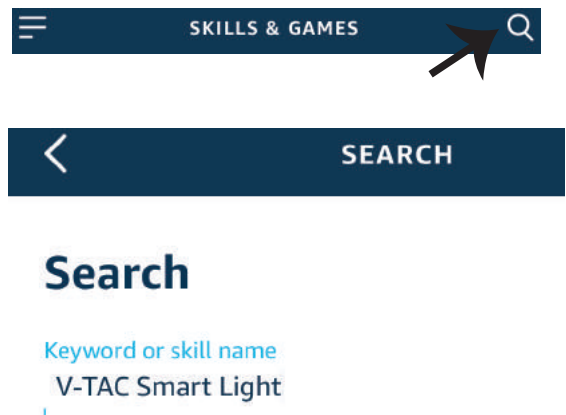 SKILLS & GAMES
SEARCH
Search
Keyword or skill name
V-TAC Smart Light